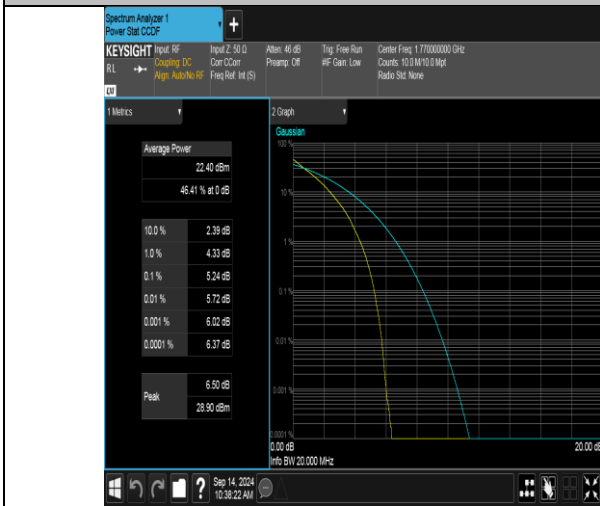 Spectrum Analyzer 1
Power Stat CCDF
+
KEYSIGHT Input: RF Input Z: 50 Ω Atten: 46 dB Trig: Free Run Center Freq: 1.770000000 GHz
RL Coupling: DC Corr CCorr Preamp: Off #IF Gain: Low Counts: 10.0 M/10.0 Mpt
Align: Auto/No RF Freq Ref: Int (S) Radio Std: None
LXI
1 Metrics
2 Graph
Average Power
22.40 dBm
46.41 % at 0 dB
10.0 % 2.39 dB
1.0 % 4.33 dB
0.1 % 5.24 dB
0.01 % 5.72 dB
0.001 % 6.02 dB
0.0001 % 6.37 dB
Peak 6.50 dB
28.90 dBm
Gaussian
100 %
10 %
1 %
0.1 %
0.01 %
0.001 %
0.0001 %
0.00 dB 20.00 dB
Info BW 20.000 MHz
?
Sep 14, 2024
10:38:22 AM